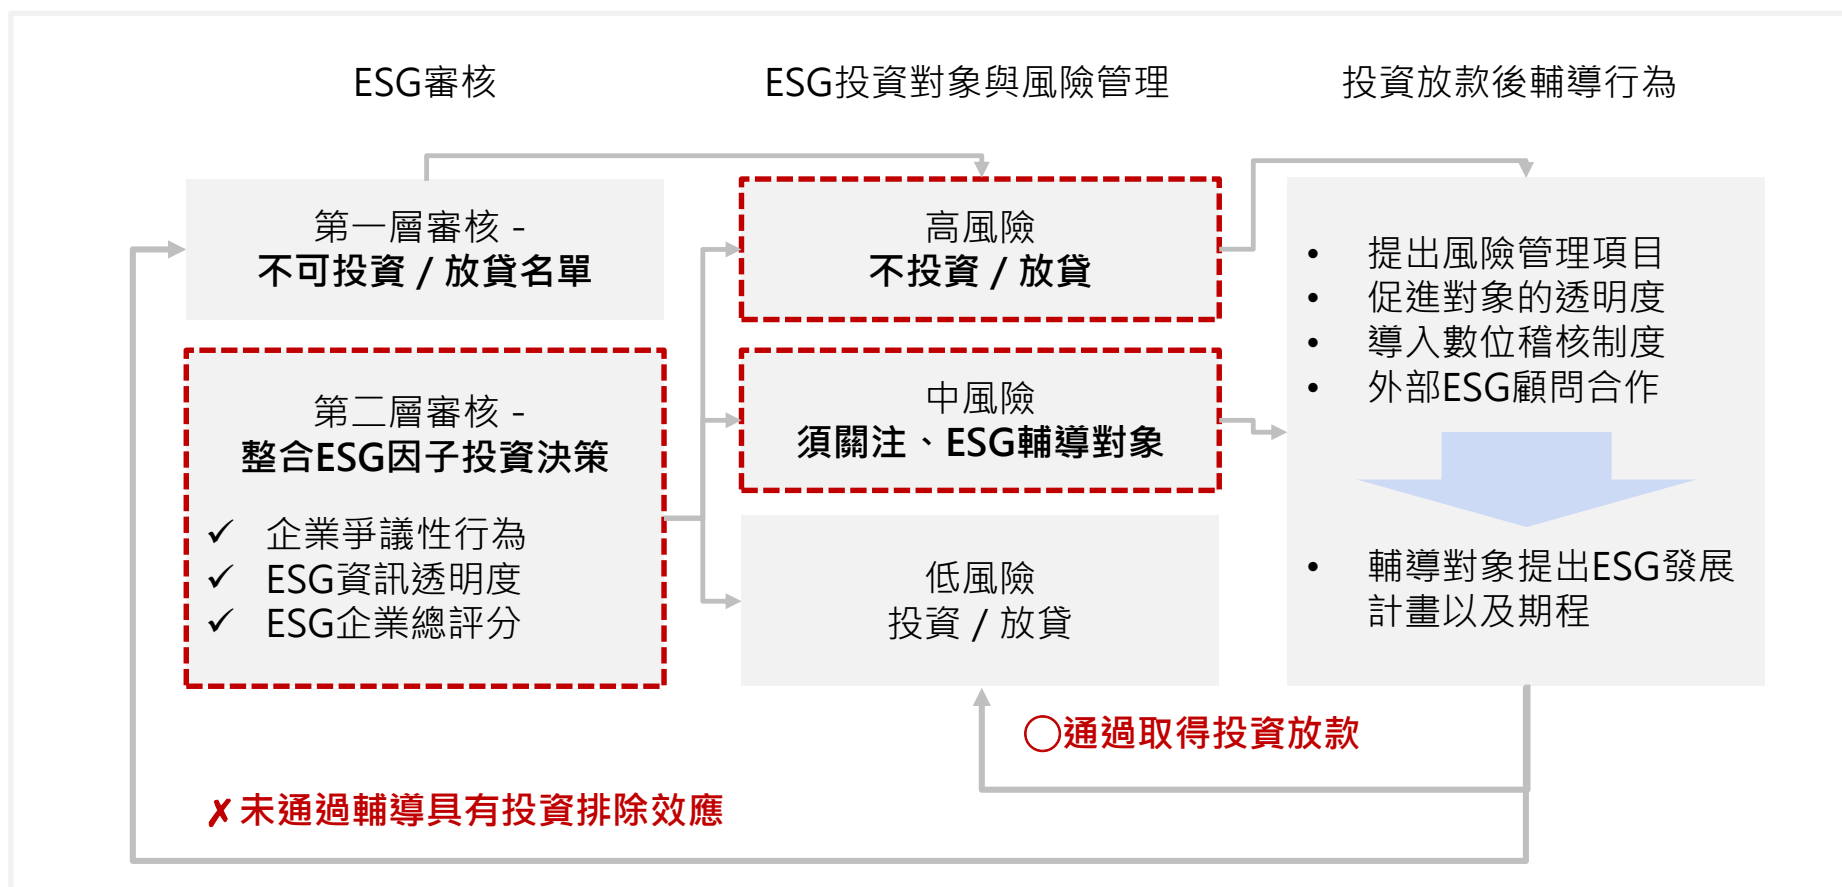 ESG審核
ESG投資對象與風險管理
投資放款後輔導行為
第一層審核 -
不可投資 / 放貸名單
第二層審核 -
整合ESG因子投資決策
✓ 企業爭議性行為
✓ ESG資訊透明度
✓ ESG企業總評分
高風險
不投資 / 放貸
中風險
須關注、ESG輔導對象
低風險
投資 / 放貸
• 提出風險管理項目
• 促進對象的透明度
• 導入數位稽核制度
• 外部ESG顧問合作
• 輔導對象提出ESG發展
計畫以及期程
◯通過取得投資放款
✗ 未通過輔導具有投資排除效應